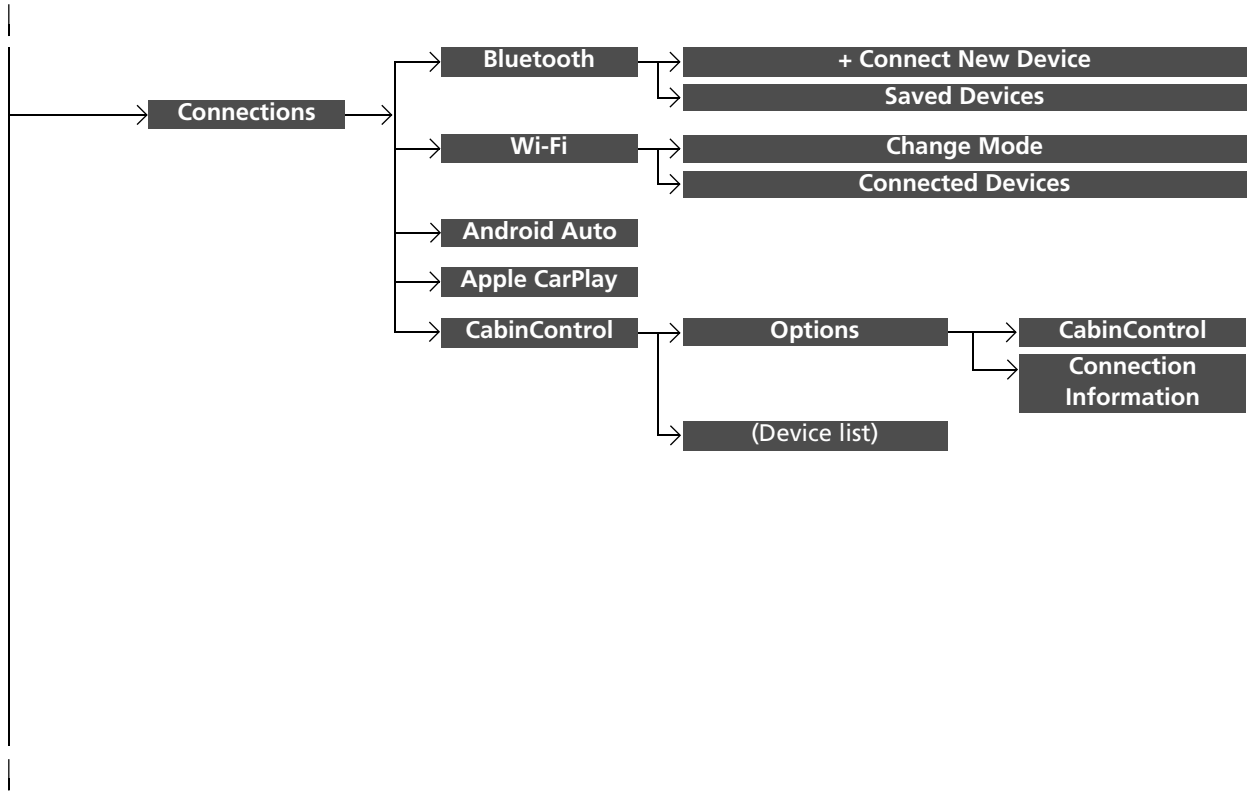 Connections
Bluetooth
+ Connect New Device
Saved Devices
Wi-Fi
Change Mode
Connected Devices
Android Auto
Apple CarPlay
CabinControl
Options
CabinControl
Connection
Information
(Device list)